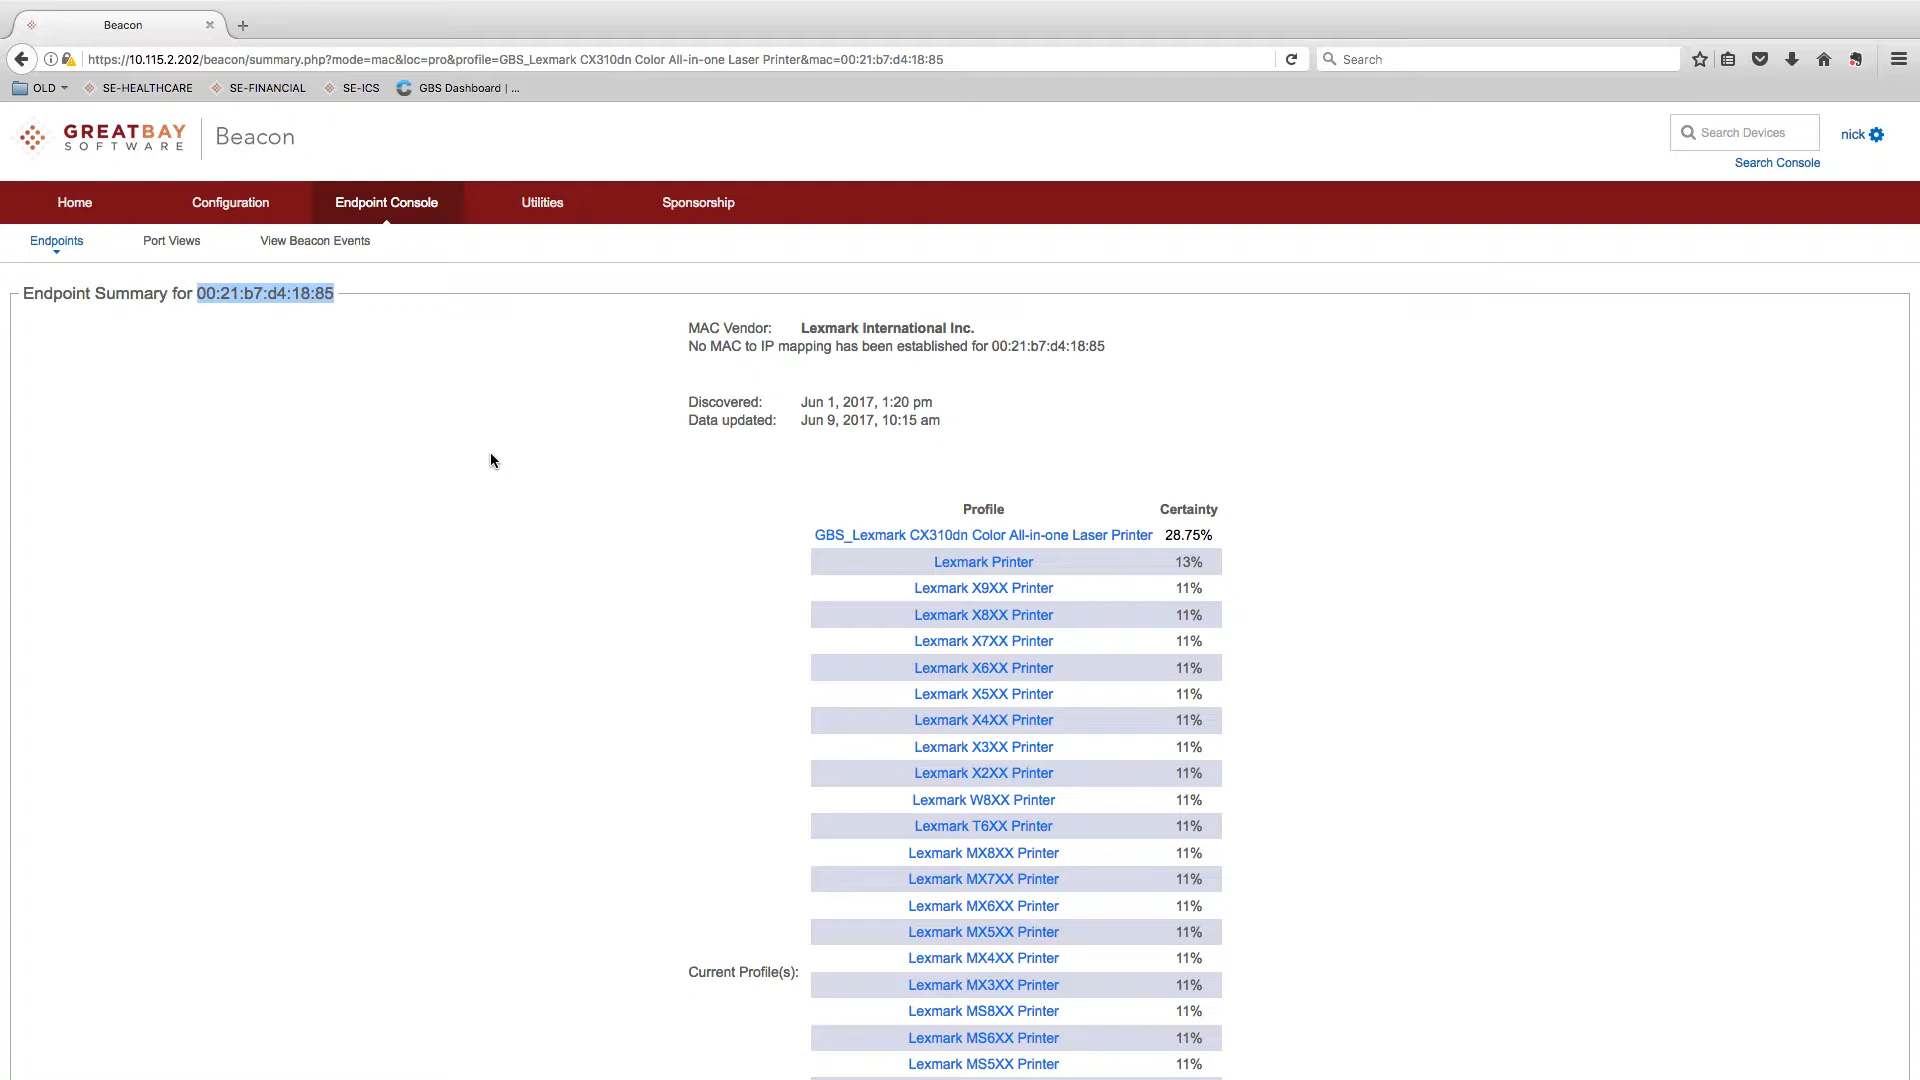 Beacon
https://10.115.2.202/beacon/summary.php?mode=mac&loc=pro&profile=GBS_Lexmark CX310dn Color All-in-one Laser Printer&mac=00:21:b7:d4:18:85
Search
OLD SE-HEALTHCARE SE-FINANCIAL SE-ICS GBS Dashboard | ...
GREATBAY
SOFTWARE
Beacon
Search Devices
nick
Search Console
Home Configuration Endpoint Console Utilities Sponsorship
Endpoints Port Views View Beacon Events
Endpoint Summary for 00:21:b7:d4:18:85
MAC Vendor: Lexmark International Inc.
No MAC to IP mapping has been established for 00:21:b7:d4:18:85
Discovered: Jun 1, 2017, 1:20 pm
Data updated: Jun 9, 2017, 10:15 am
Profile Certainty
GBS_Lexmark CX310dn Color All-in-one Laser Printer 28.75%
Lexmark Printer 13%
Lexmark X9XX Printer 11%
Lexmark X8XX Printer 11%
Lexmark X7XX Printer 11%
Lexmark X6XX Printer 11%
Lexmark X5XX Printer 11%
Lexmark X4XX Printer 11%
Lexmark X3XX Printer 11%
Lexmark X2XX Printer 11%
Lexmark W8XX Printer 11%
Lexmark T6XX Printer 11%
Lexmark MX8XX Printer 11%
Lexmark MX7XX Printer 11%
Lexmark MX6XX Printer 11%
Lexmark MX5XX Printer 11%
Lexmark MX4XX Printer 11%
Current Profile(s):
Lexmark MX3XX Printer 11%
Lexmark MS8XX Printer 11%
Lexmark MS6XX Printer 11%
Lexmark MS5XX Printer 11%